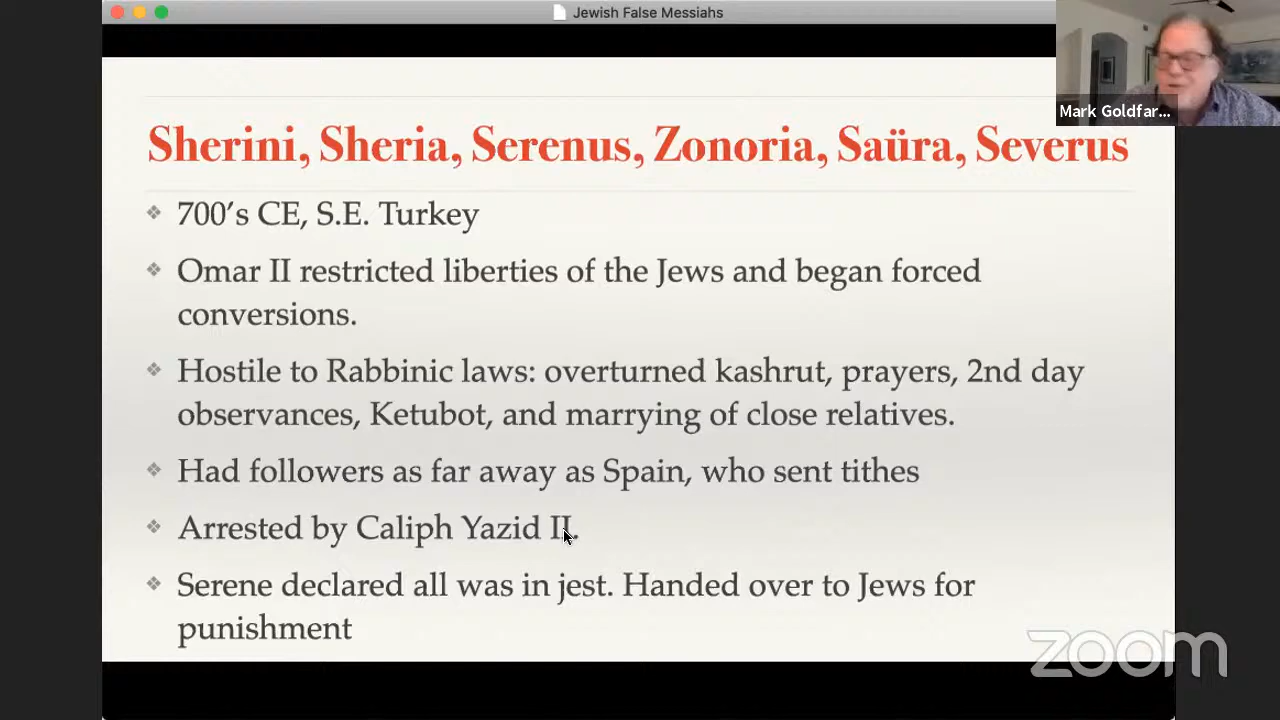 Jewish False Messiahs
Mark Goldfar...
Sherini, Sheria, Serenus, Zonoria, Saüra, Severus
❖ 700's CE, S.E. Turkey
❖ Omar II restricted liberties of the Jews and began forced
conversions.
❖ Hostile to Rabbinic laws: overturned kashrut, prayers, 2nd day
observances, Ketubot, and marrying of close relatives.
❖ Had followers as far away as Spain, who sent tithes
❖ Arrested by Caliph Yazid II.
❖ Serene declared all was in jest. Handed over to Jews for
punishment
zoom